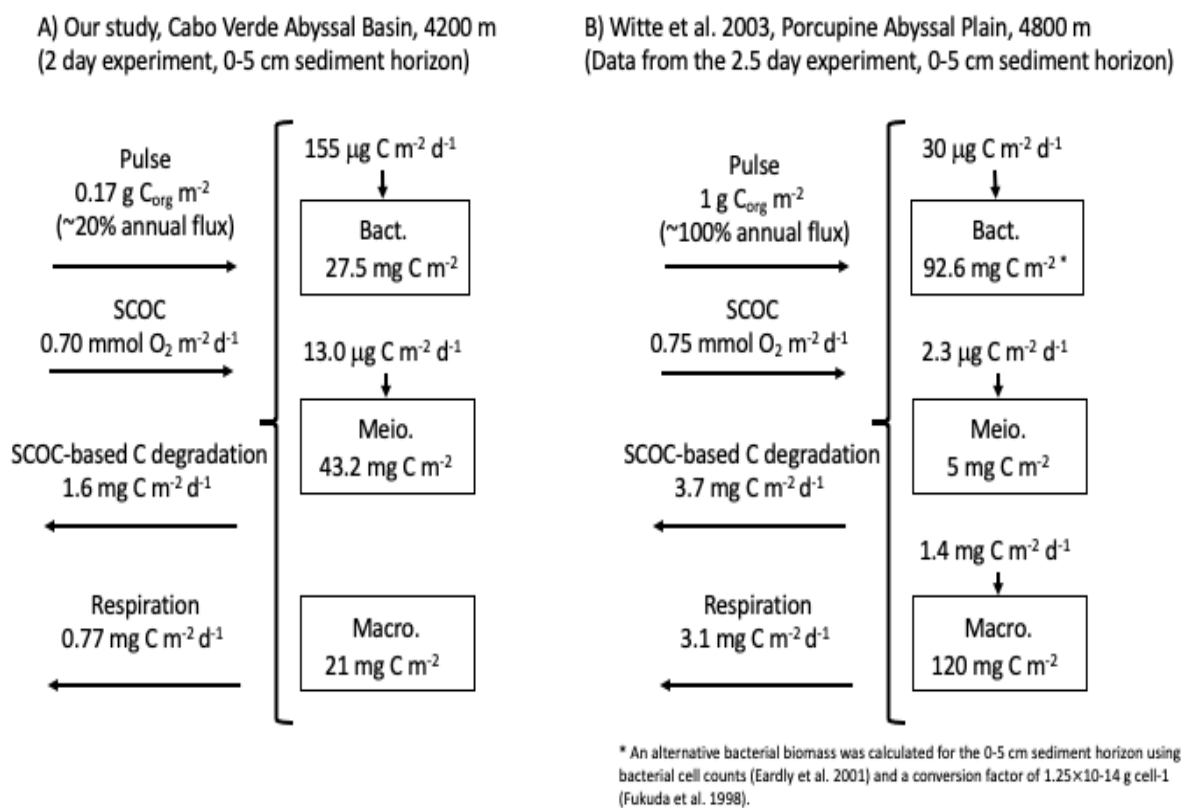 A) Our study, Cabo Verde Abyssal Basin, 4200 m
(2 day experiment, 0-5 cm sediment horizon)
Pulse
0.17 g Corg m-2
(~20% annual flux)
SCOC
0.70 mmol O2 m-2 d-1
SCOC-based C degradation
1.6 mg C m-2 d-1
Respiration
0.77 mg C m-2 d-1
155 µg C m-2 d-1
Bact.
27.5 mg C m-2
13.0 µg C m-2 d-1
Meio.
43.2 mg C m-2
Macro.
21 mg C m-2
B) Witte et al. 2003, Porcupine Abyssal Plain, 4800 m
(Data from the 2.5 day experiment, 0-5 cm sediment horizon)
Pulse
1 g Corg m-2
(~100% annual flux)
SCOC
0.75 mmol O2 m-2 d-1
SCOC-based C degradation
3.7 mg C m-2 d-1
Respiration
3.1 mg C m-2 d-1
30 µg C m-2 d-1
Bact.
92.6 mg C m-2 *
2.3 µg C m-2 d-1
Meio.
5 mg C m-2
1.4 mg C m-2 d-1
Macro.
120 mg C m-2
* An alternative bacterial biomass was calculated for the 0-5 cm sediment horizon using
bacterial cell counts (Eardly et al. 2001) and a conversion factor of 1.25×10-14 g cell-1
(Fukuda et al. 1998).